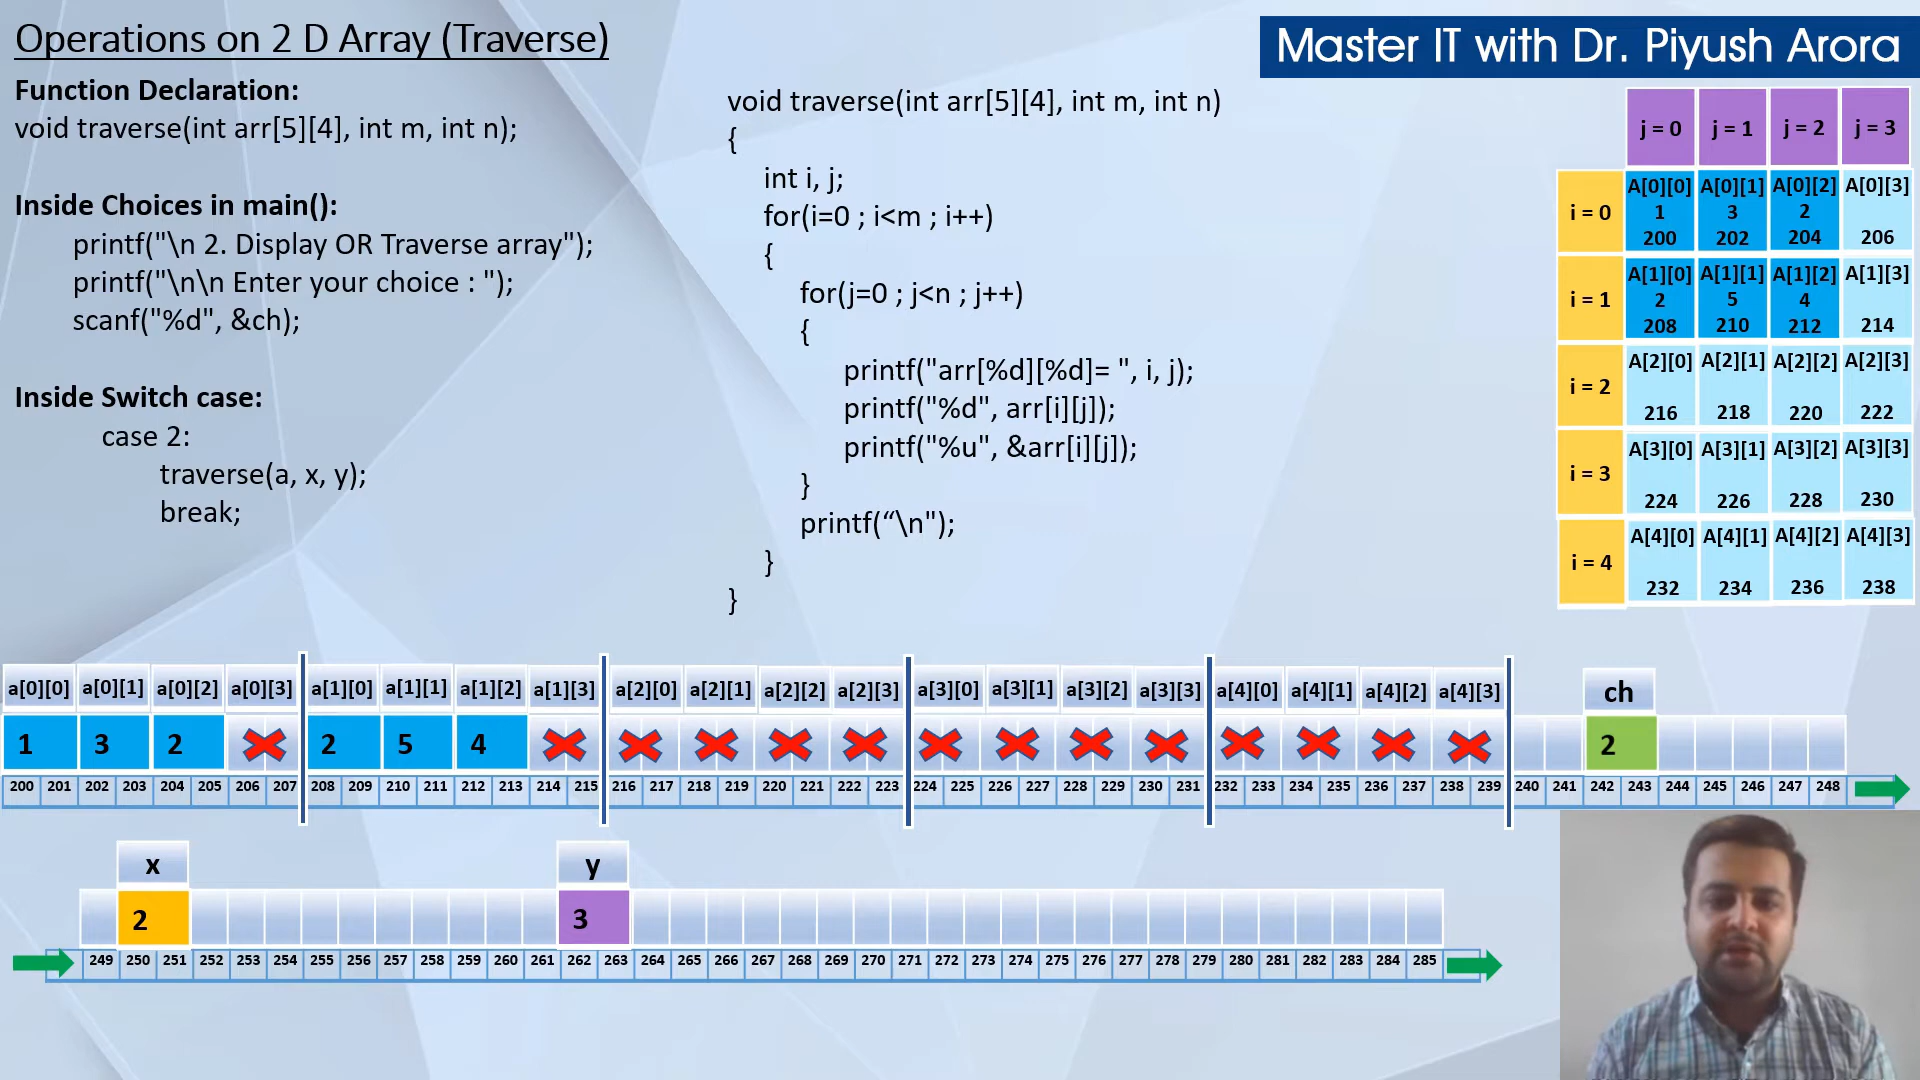 Operations on 2 D Array (Traverse)
Master IT with Dr. Piyush Arora
Function Declaration:
void traverse(int arr[5][4], int m, int n);
Inside Choices in main():
printf("\n 2. Display OR Traverse array");
printf("\n\n Enter your choice : ");
scanf("%d", &ch);
Inside Switch case:
case 2:
traverse(a, x, y);
break;
void traverse(int arr[5][4], int m, int n)
{
int i, j;
for(i=0 ; i<m ; i++)
{
for(j=0 ; j<n ; j++)
{
printf("arr[%d][%d]= ", i, j);
printf("%d", arr[i][j]);
printf("%u", &arr[i][j]);
}
printf(“\n");
}
}
j = 0 j = 1 j = 2 j = 3
A[0][0] A[0][1] A[0][2] A[0][3]
i = 0 1 3 2
200 202 204 206
A[1][0] A[1][1] A[1][2] A[1][3]
i = 1 2 5 4
208 210 212 214
A[2][0] A[2][1] A[2][2] A[2][3]
i = 2
216 218 220 222
A[3][0] A[3][1] A[3][2] A[3][3]
i = 3
224 226 228 230
A[4][0] A[4][1] A[4][2] A[4][3]
i = 4
232 234 236 238
a[0][0] a[0][1] a[0][2] a[0][3] a[1][0] a[1][1] a[1][2] a[1][3] a[2][0] a[2][1] a[2][2] a[2][3] a[3][0] a[3][1] a[3][2] a[3][3] a[4][0] a[4][1] a[4][2] a[4][3] ch
1 3 2 2 5 4 2
200 201 202 203 204 205 206 207 208 209 210 211 212 213 214 215 216 217 218 219 220 221 222 223 224 225 226 227 228 229 230 231 232 233 234 235 236 237 238 239 240 241 242 243 244 245 246 247 248
x y
2 3
249 250 251 252 253 254 255 256 257 258 259 260 261 262 263 264 265 266 267 268 269 270 271 272 273 274 275 276 277 278 279 280 281 282 283 284 285